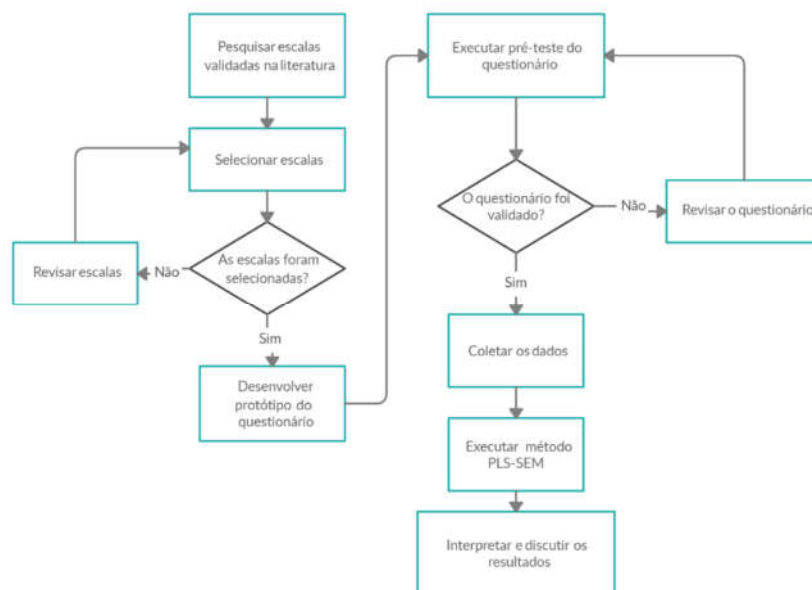 Pesquisar escalas
validadas na literatura
Selecionar escalas
As escalas foram
selecionadas?
Não
Revisar escalas
Sim
Desenvolver
protótipo do
questionário
Executar pré-teste do
questionário
O questionário foi
validado?
Não
Revisar o questionário
Sim
Coletar os dados
Executar método
PLS-SEM
Interpretar e discutir os
resultados